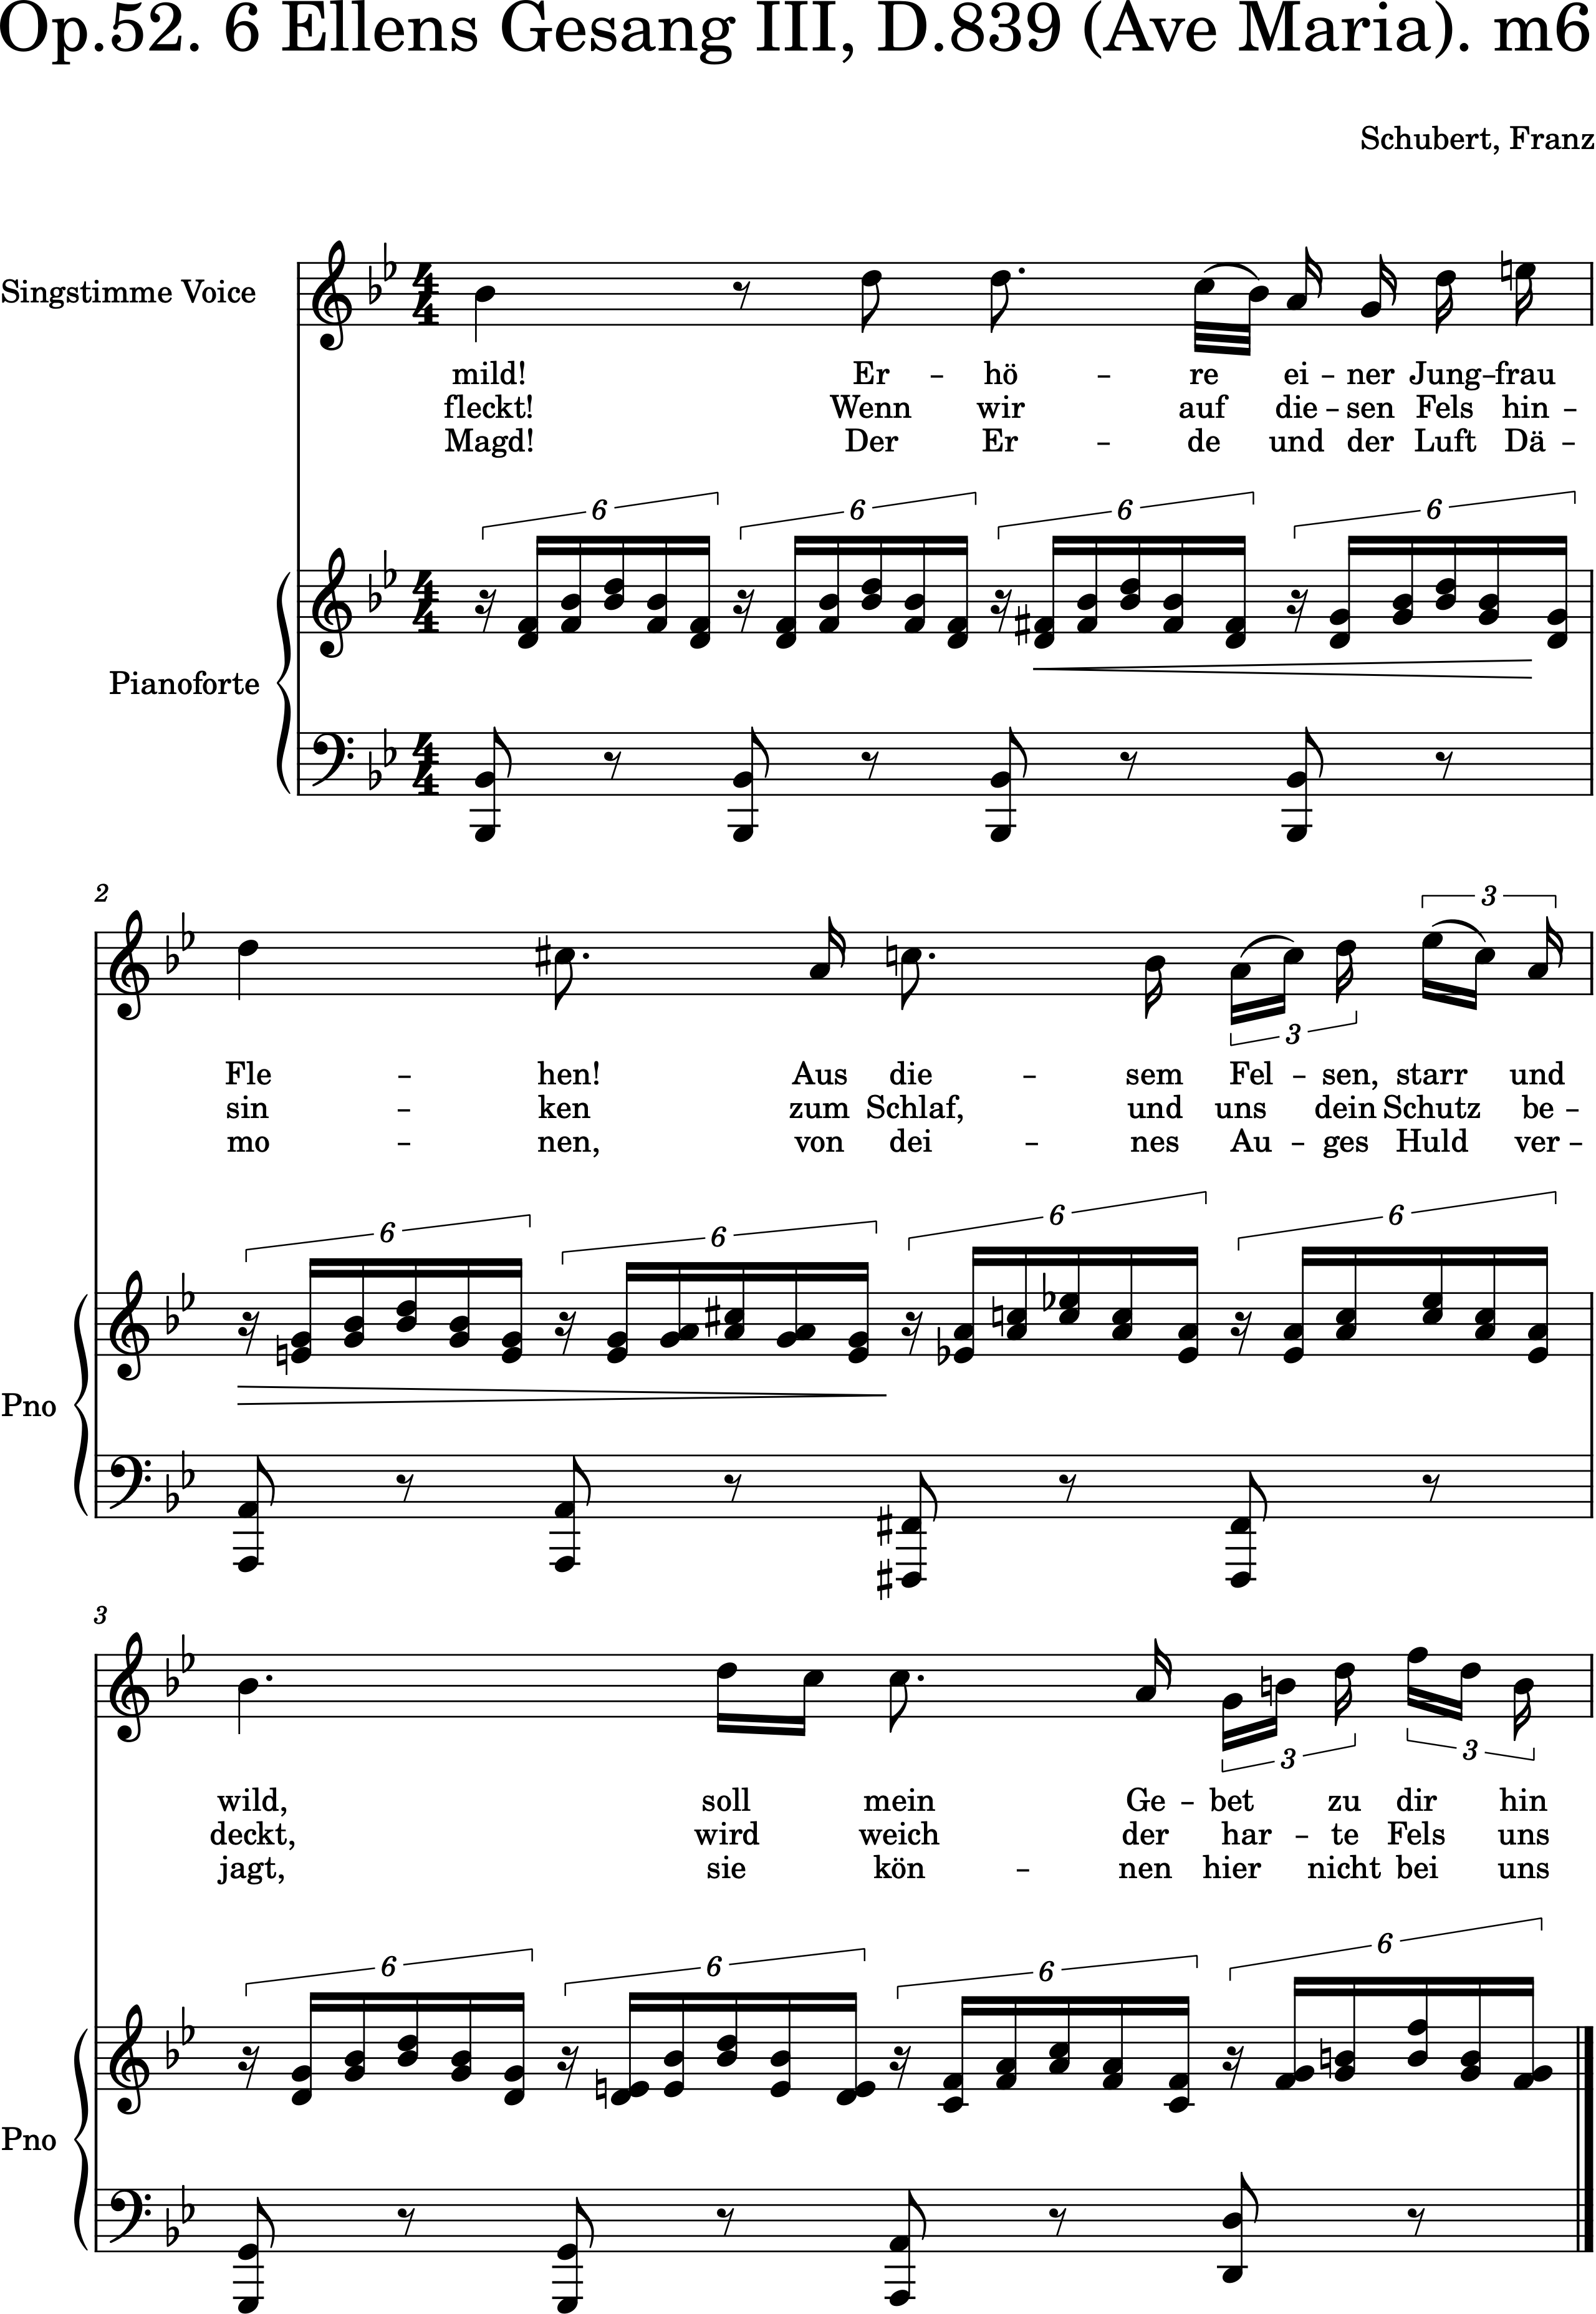 Op.52. 6 Ellens Gesang III, D.839 (Ave Maria). m6
Schubert, Franz
Singstimme Voice
mild! Er – hö – re ei – ner Jung – frau
fleckt! Wenn wir auf die – sen Fels hin –
Magd! Der Er – de und der Luft Dä –
6 6 6 6
Pianoforte
2
3
3
Fle – hen! Aus die – sem Fel – sen, starr und
sin – ken zum Schlaf, und uns dein Schutz be –
mo – nen, von dei – nes Au – ges Huld ver –
6 6 6 6
Pno
3
3 3
wild, soll mein Ge – bet zu dir hin
deckt, wird weich der har – te Fels uns
jagt, sie kön – nen hier nicht bei uns
6 6 6 6
Pno